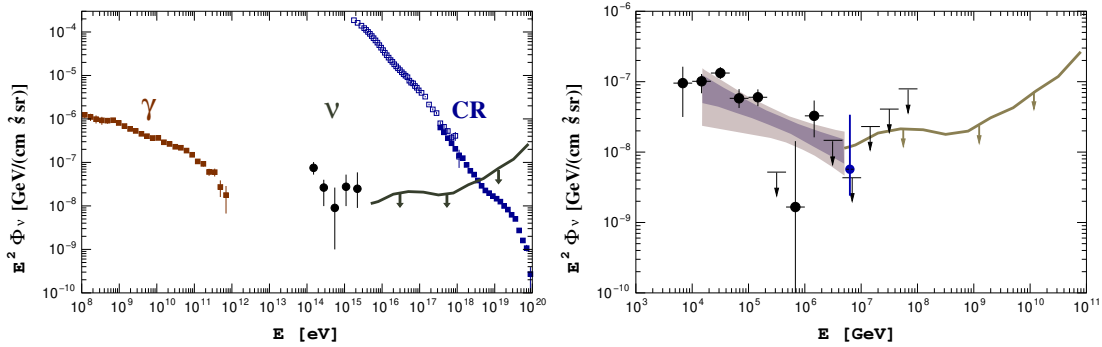 E² Φν [GeV/(cm² sr)]
10⁻⁴
10⁻⁵
10⁻⁶
10⁻⁷
10⁻⁸
10⁻⁹
10⁻¹⁰
γ
ν
CR
10⁸ 10⁹ 10¹⁰ 10¹¹ 10¹² 10¹³ 10¹⁴ 10¹⁵ 10¹⁶ 10¹⁷ 10¹⁸ 10¹⁹ 10²⁰
E [eV]
E² Φν [GeV/(cm² sr)]
10⁻⁶
10⁻⁷
10⁻⁸
10⁻⁹
10³ 10⁴ 10⁵ 10⁶ 10⁷ 10⁸ 10⁹ 10¹⁰ 10¹¹
E [GeV]